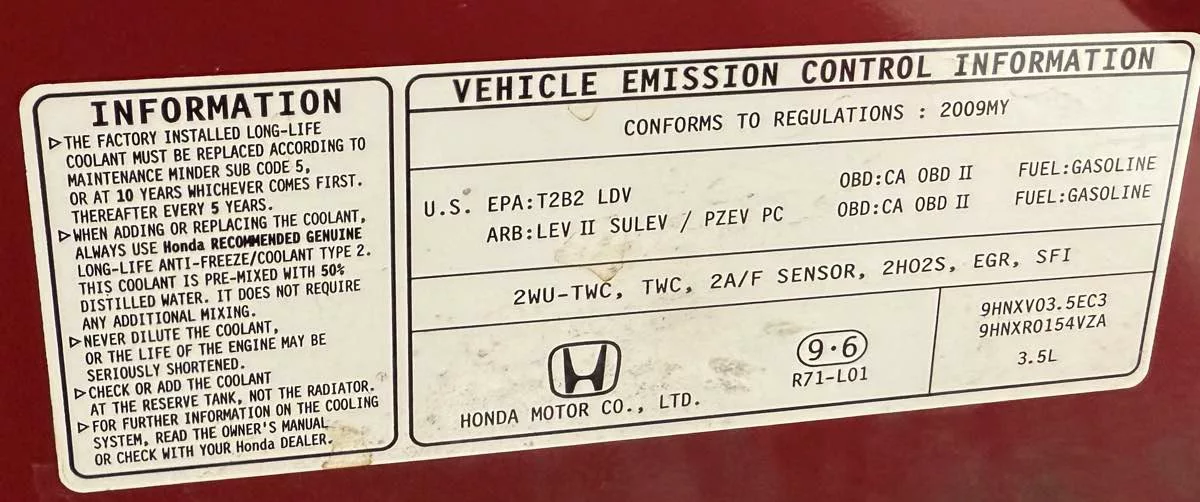 INFORMATION
▷THE FACTORY INSTALLED LONG-LIFE
COOLANT MUST BE REPLACED ACCORDING TO
MAINTENANCE MINDER SUB CODE 5,
OR AT 10 YEARS WHICHEVER COMES FIRST.
THEREAFTER EVERY 5 YEARS.
▷WHEN ADDING OR REPLACING THE COOLANT,
ALWAYS USE Honda RECOMMENDED GENUINE
LONG-LIFE ANTI-FREEZE/COOLANT TYPE 2.
THIS COOLANT IS PRE-MIXED WITH 50%
DISTILLED WATER. IT DOES NOT REQUIRE
ANY ADDITIONAL MIXING.
▷NEVER DILUTE THE COOLANT,
OR THE LIFE OF THE ENGINE MAY BE
SERIOUSLY SHORTENED.
▷CHECK OR ADD THE COOLANT
AT THE RESERVE TANK, NOT THE RADIATOR.
▷FOR FURTHER INFORMATION ON THE COOLING
SYSTEM, READ THE OWNER'S MANUAL
OR CHECK WITH YOUR Honda DEALER.
VEHICLE EMISSION CONTROL INFORMATION
CONFORMS TO REGULATIONS : 2009MY
U.S. EPA:T2B2 LDV OBD:CA OBD II FUEL:GASOLINE
ARB:LEV II SULEV / PZEV PC OBD:CA OBD II FUEL:GASOLINE
2WU-TWC, TWC, 2A/F SENSOR, 2HO2S, EGR, SFI
HONDA MOTOR CO., LTD.
9·6
R71-L01
9HNXV03.5EC3
9HNXR0154VZA
3.5L